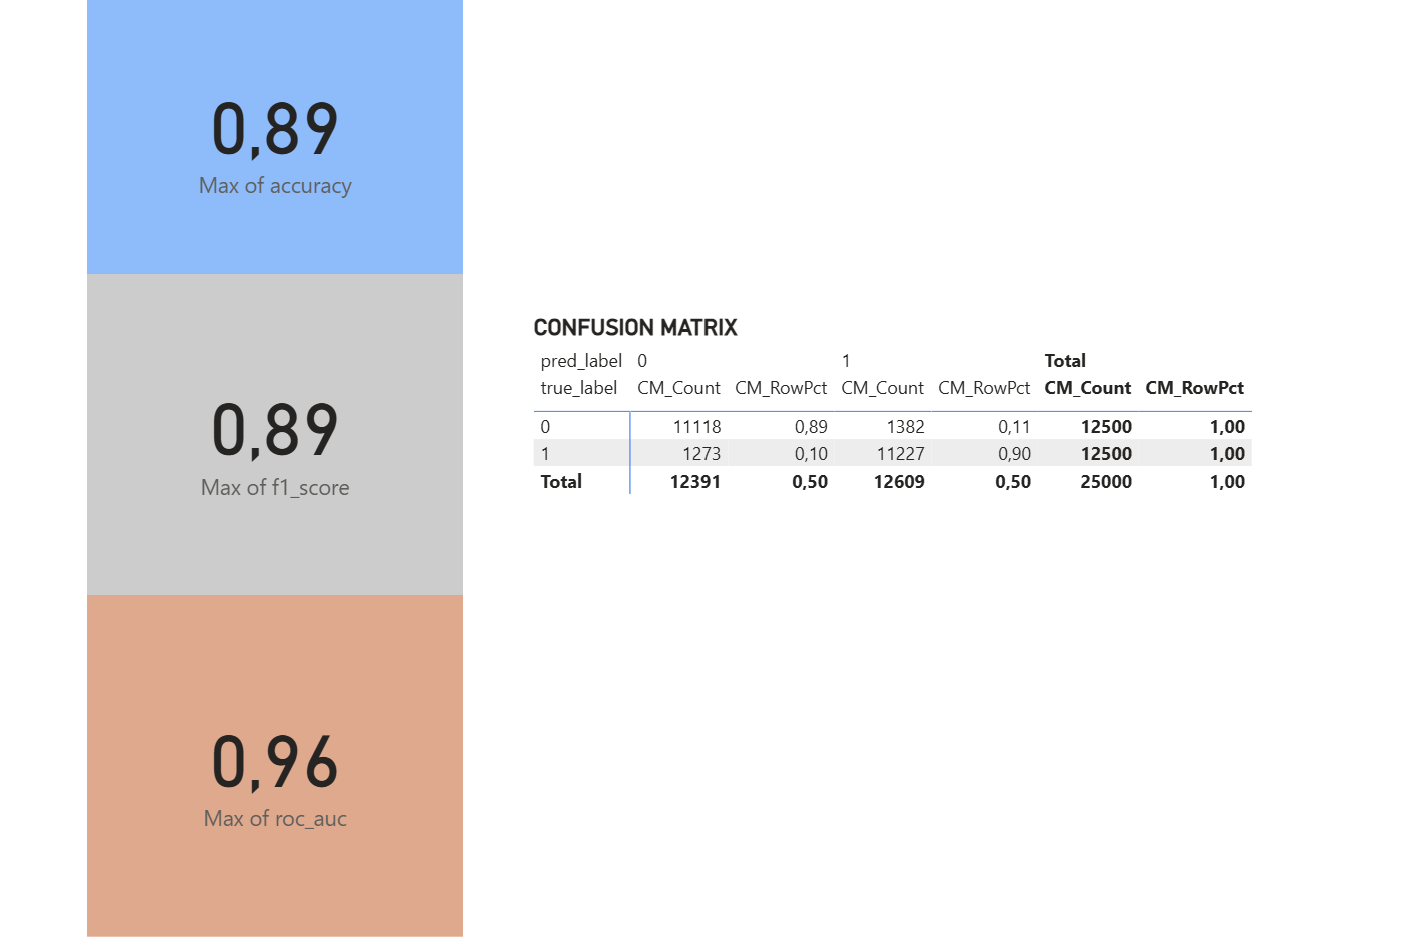 0,89
Max of accuracy
0,89
Max of f1_score
0,96
Max of roc_auc
CONFUSION MATRIX
pred_label 0 1 Total
true_label CM_Count CM_RowPct CM_Count CM_RowPct CM_Count CM_RowPct
0 11118 0,89 1382 0,11 12500 1,00
1 1273 0,10 11227 0,90 12500 1,00
Total 12391 0,50 12609 0,50 25000 1,00